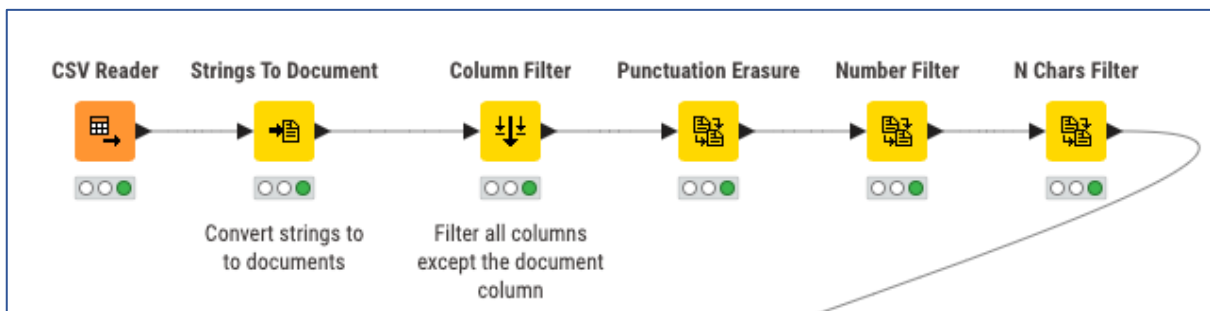 CSV Reader
Strings To Document
Column Filter
Punctuation Erasure
Number Filter
N Chars Filter
Convert strings to
to documents
Filter all columns
except the document
column